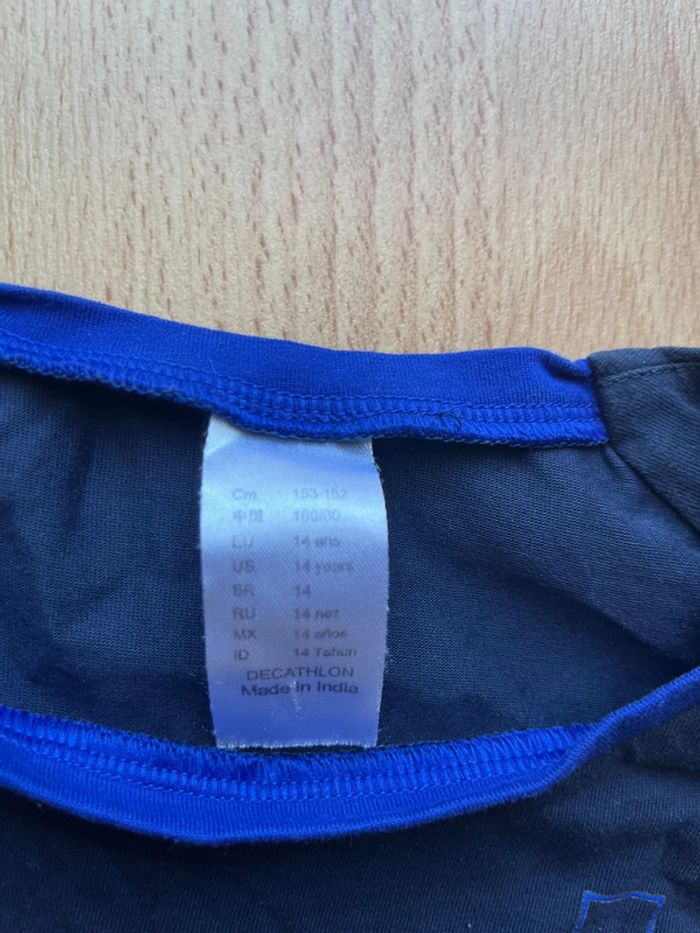 Cm 153-162
中国 160/80
EU 14 ans
US 14 years
BR 14
RU 14 лет
MX 14 años
ID 14 Tahun
DECATHLON
Made in India